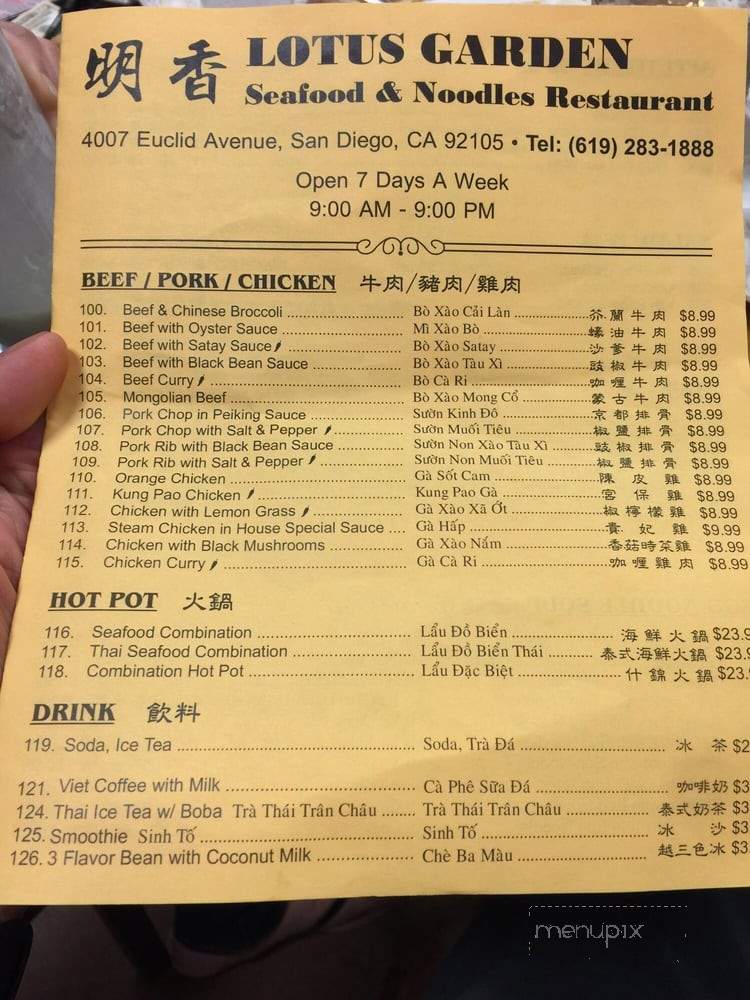 明香 LOTUS GARDEN
Seafood & Noodles Restaurant
4007 Euclid Avenue, San Diego, CA 92105 • Tel: (619) 283-1888
Open 7 Days A Week
9:00 AM - 9:00 PM
BEEF / PORK / CHICKEN 牛肉/豬肉/雞肉
100. Beef & Chinese Broccoli Bò Xào Cải Làn 芥蘭牛肉 $8.99
101. Beef with Oyster Sauce Mì Xào Bò 蠔油牛肉 $8.99
102. Beef with Satay Sauce Bò Xào Satay 沙爹牛肉 $8.99
103. Beef with Black Bean Sauce Bò Xào Tàu Xì 豉椒牛肉 $8.99
104. Beef Curry Bò Cà Ri 咖喱牛肉 $8.99
105. Mongolian Beef Bò Xào Mong Cổ 蒙古牛肉 $8.99
106. Pork Chop in Peiking Sauce Sườn Kinh Đô 京都排骨 $8.99
107. Pork Chop with Salt & Pepper Sườn Muối Tiêu 椒鹽排骨 $8.99
108. Pork Rib with Black Bean Sauce Sườn Non Xào Tàu Xì 豉椒排骨 $8.99
109. Pork Rib with Salt & Pepper Sườn Non Muối Tiêu 椒鹽排骨 $8.99
110. Orange Chicken Gà Sốt Cam 陳皮雞 $8.99
111. Kung Pao Chicken Kung Pao Gà 宮保雞 $8.99
112. Chicken with Lemon Grass Gà Xào Xã Ớt 椒檸檬雞 $8.99
113. Steam Chicken in House Special Sauce Gà Hấp 貴妃雞 $9.99
114. Chicken with Black Mushrooms Gà Xào Nấm 香菇時菜雞 $8.99
115. Chicken Curry Gà Cà Ri 咖喱雞肉 $8.99
HOT POT 火鍋
116. Seafood Combination Lẩu Đồ Biển 海鮮火鍋 $23.9
117. Thai Seafood Combination Lẩu Đồ Biển Thái 泰式海鮮火鍋 $23.9
118. Combination Hot Pot Lẩu Đặc Biệt 什錦火鍋 $23.9
DRINK 飲料
119. Soda, Ice Tea Soda, Trà Đá 冰茶 $2
121. Viet Coffee with Milk Cà Phê Sữa Đá 咖啡奶 $3
124. Thai Ice Tea w/ Boba Trà Thái Trân Châu Trà Thái Trân Châu 泰式奶茶 $3
125. Smoothie Sinh Tố Sinh Tố 冰沙 $3
126. 3 Flavor Bean with Coconut Milk Chè Ba Màu 越三色冰 $3
menupix